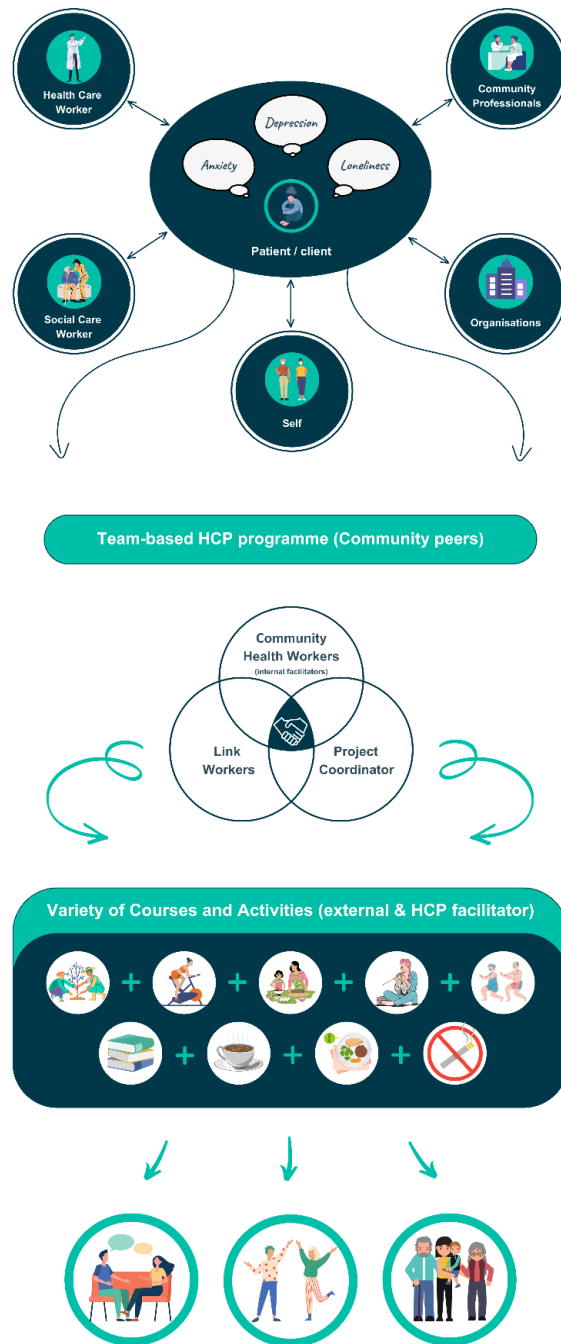 Health Care
Worker
Community
Professionals
Depression
Anxiety
Loneliness
Patient / client
Social Care
Worker
Organisations
Self
Team-based HCP programme (Community peers)
Community
Health Workers
(internal facilitators)
Link
Workers
Project
Coordinator
Variety of Courses and Activities (external & HCP facilitator)